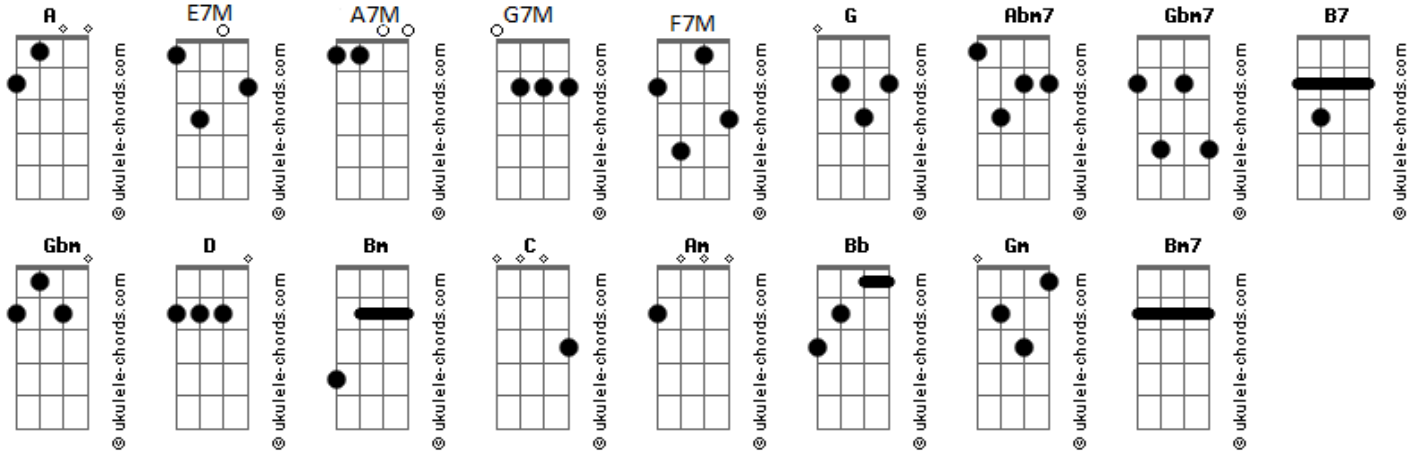 A E7M A7M G7M F7M G Abm7 Gbm7 B7
© ukulele-chords.com © ukulele-chords.com © ukulele-chords.com © ukulele-chords.com © ukulele-chords.com © ukulele-chords.com © ukulele-chords.com © ukulele-chords.com © ukulele-chords.com
Gbm D Bm C Am Bb Gm Bm7
© ukulele-chords.com © ukulele-chords.com © ukulele-chords.com © ukulele-chords.com © ukulele-chords.com © ukulele-chords.com © ukulele-chords.com © ukulele-chords.com